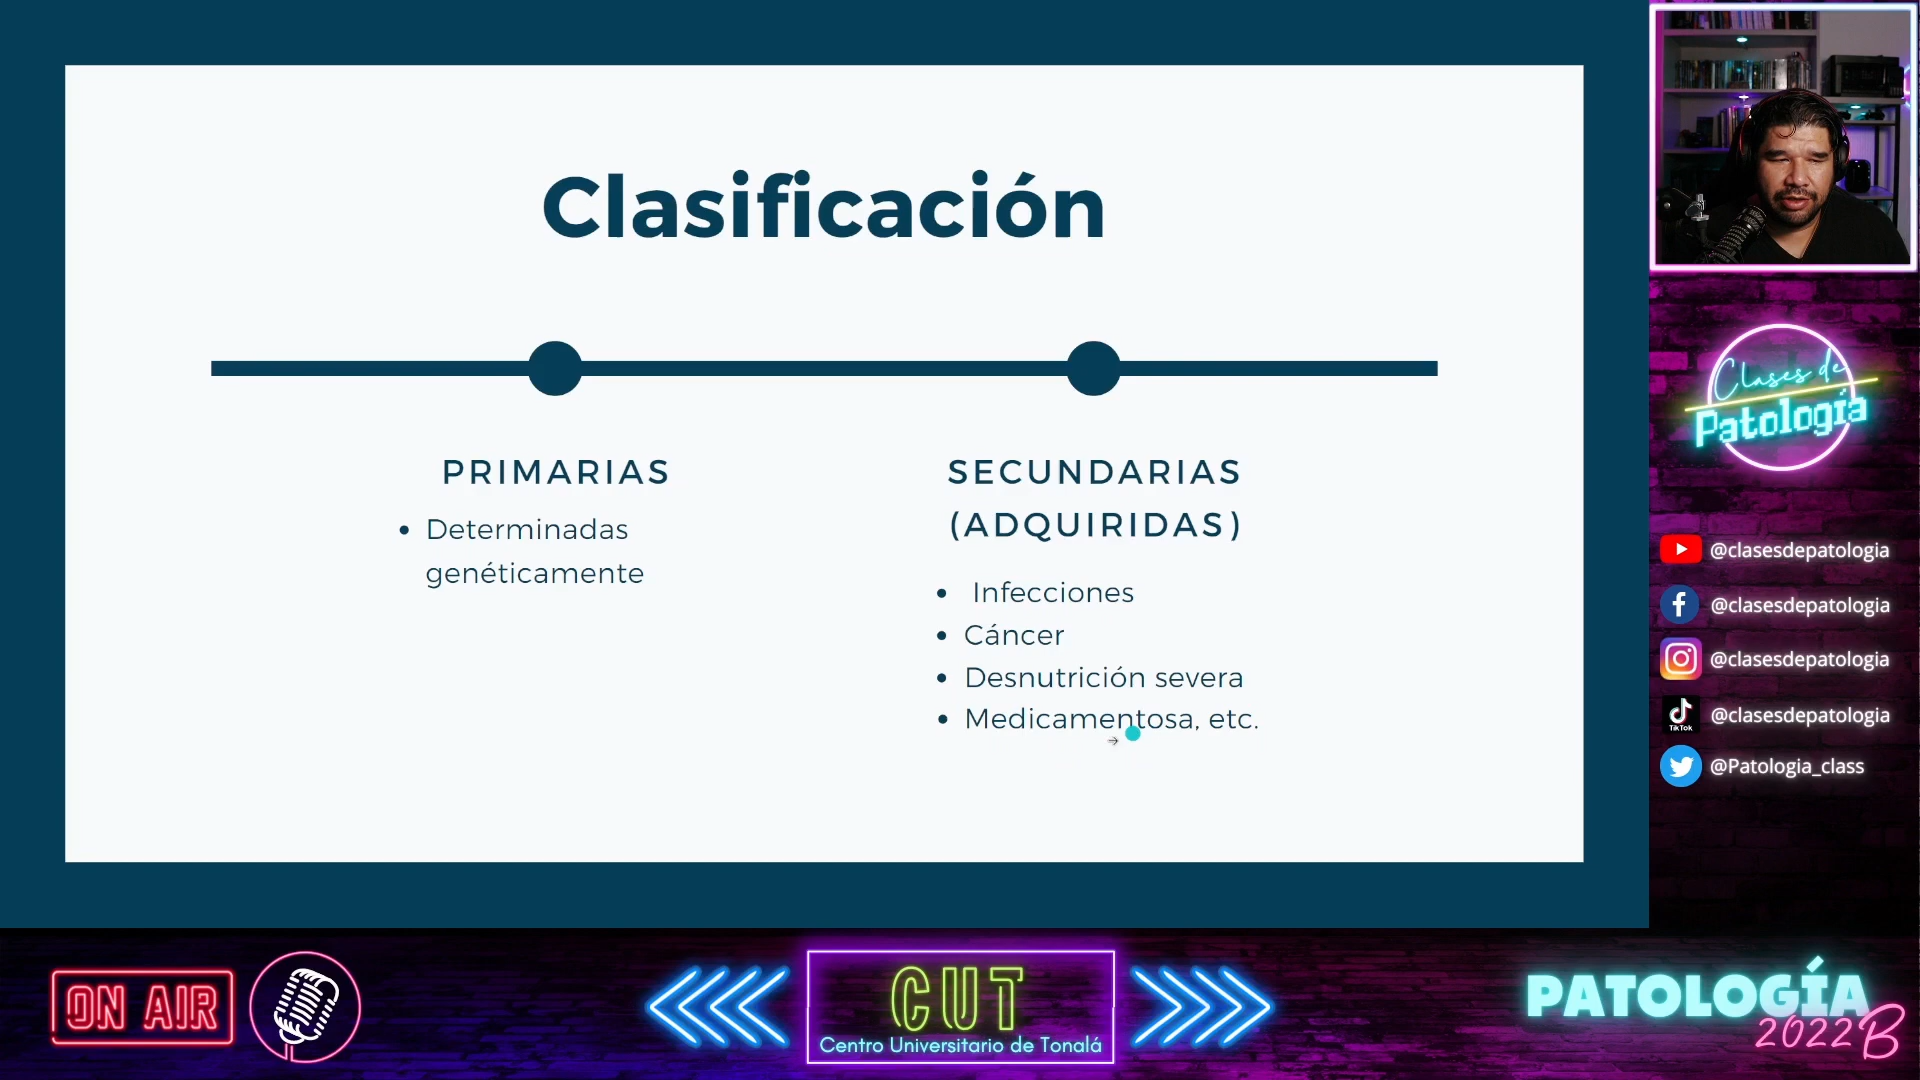 Clasificación
PRIMARIAS
• Determinadas
genéticamente
SECUNDARIAS
(ADQUIRIDAS)
• Infecciones
• Cáncer
• Desnutrición severa
• Medicamentosa, etc.
Clases de
Patología
@clasesdepatologia
@clasesdepatologia
@clasesdepatologia
TikTok
@clasesdepatologia
@Patologia_class
ON AIR
CUT
Centro Universitario de Tonalá
PATOLOGÍA
2022B